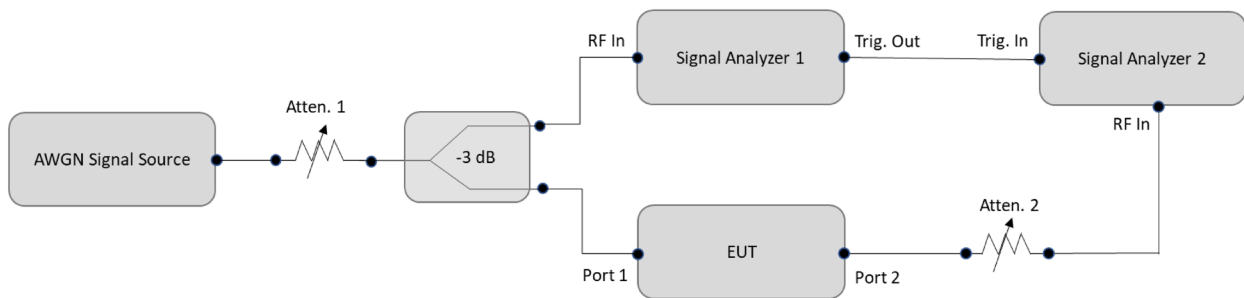 RF In
Signal Analyzer 1
Trig. Out
Trig. In
Signal Analyzer 2
AWGN Signal Source
Atten. 1
-3 dB
RF In
Port 1
EUT
Port 2
Atten. 2